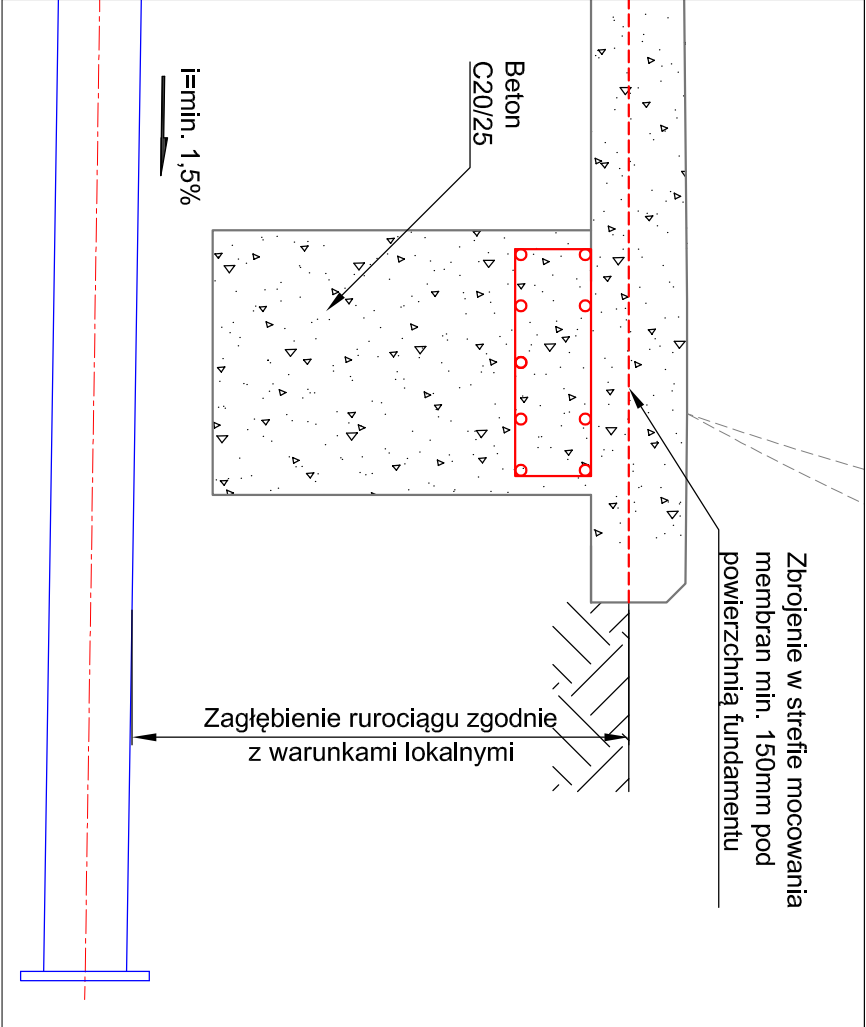 Zbrojenie w strefie mocowania
membran min. 150mm pod
powierzchnią fundamentu
Beton
C20/25
i=min. 1,5%
Zagłębienie rurociągu zgodnie
z warunkami lokalnymi